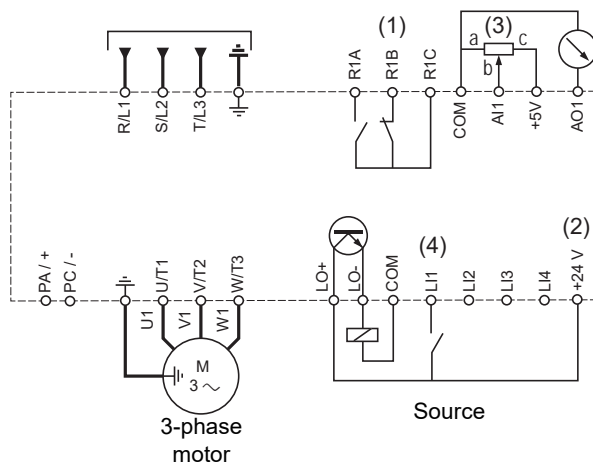 (1)
(3)
a
c
b
R/L1
S/L2
T/L3
R1A
R1B
R1C
COM
AI1
+5V
AO1
(4)
(2)
PA / +
PC / -
U/T1
V/T2
W/T3
LO+
LO-
COM
LI1
LI2
LI3
LI4
+24 V
U1
V1
W1
M
3 ~
3-phase
motor
Source